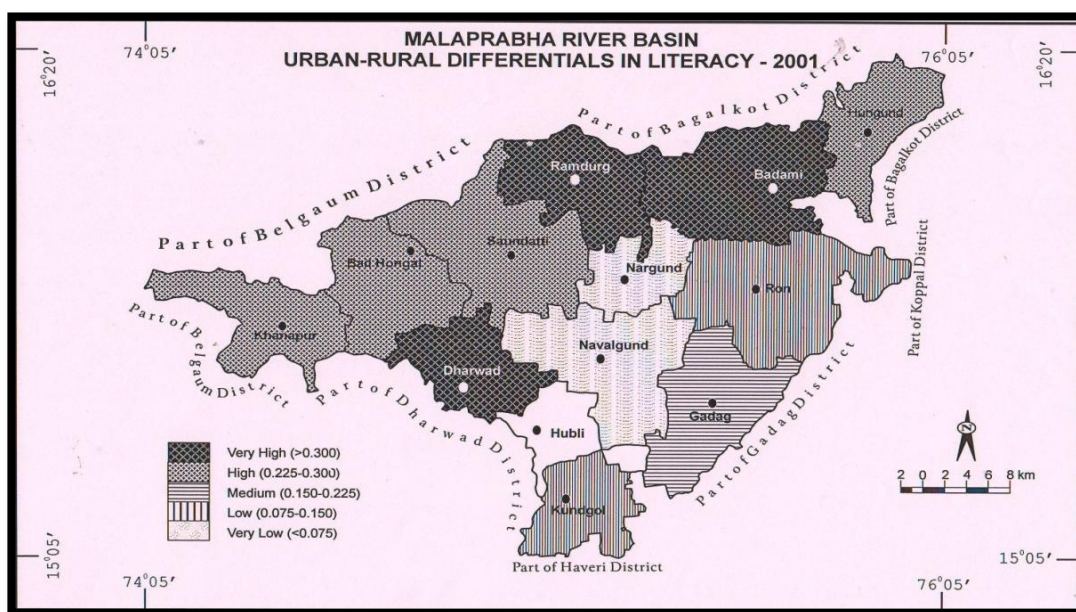 MALAPRABHA RIVER BASIN
URBAN-RURAL DIFFERENTIALS IN LITERACY - 2001
74°05′
76°05′
16°20′
16°20′
Part of Bagalkot District
Hungund
Part of Bagalkot District
Ramdurg
Badami
Part of Belgaum District
Saundatti
Bail Hongal
Nargund
Ron
Part of Koppal District
Khanapur
Part of Belgaum District
Navalgund
Dharwad
Part of Dharwad District
Gadag
Part of Gadag District
Hubli
Kundgol
Part of Haveri District
Very High (>0.300)
High (0.225-0.300)
Medium (0.150-0.225)
Low (0.075-0.150)
Very Low (<0.075)
N
2 0 2 4 6 8 km
15°05′
15°05′
74°05′
76°05′